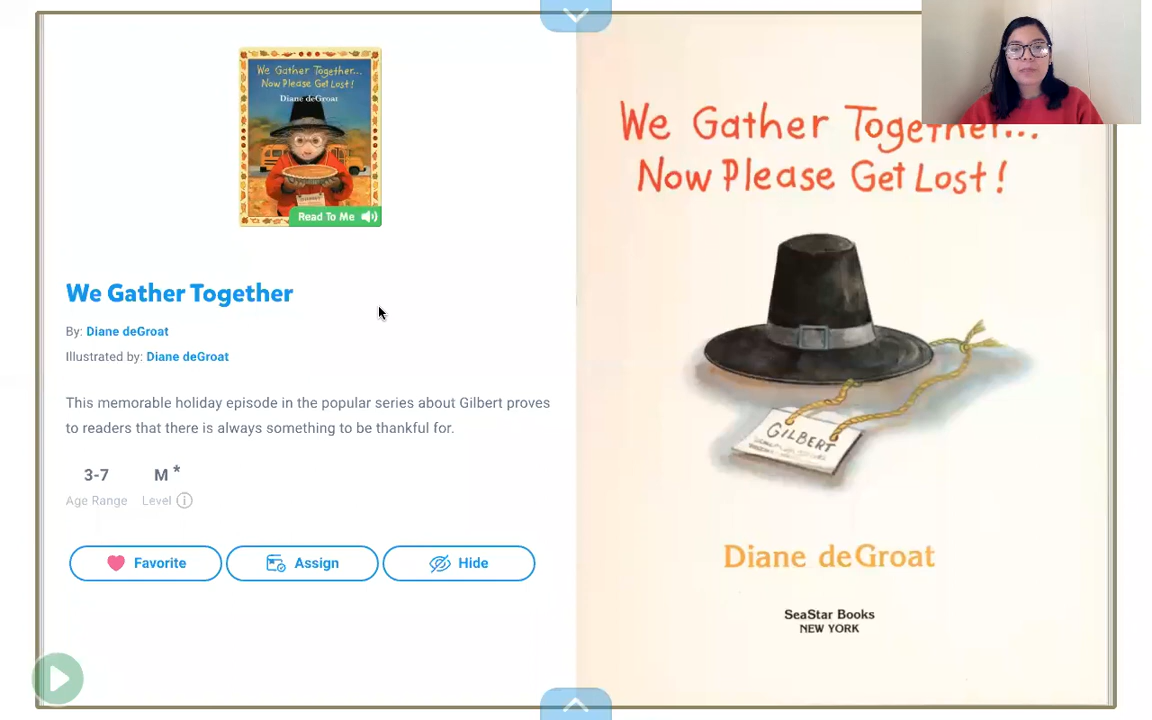 We Gather Together...
Now Please Get Lost!
Diane deGroat
Read To Me
We Gather Together
By: Diane deGroat
Illustrated by: Diane deGroat
This memorable holiday episode in the popular series about Gilbert proves
to readers that there is always something to be thankful for.
3-7
M *
Age Range
Level
Favorite
Assign
Hide
We Gather Together...
Now Please Get Lost!
GILBERT
Diane deGroat
SeaStar Books
NEW YORK